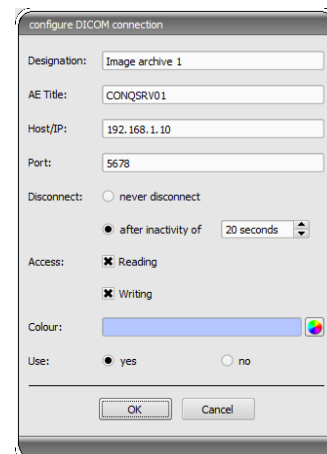 configure DICOM connection
Designation: Image archive 1
AE Title: CONQSRV01
Host/IP: 192.168.1.10
Port: 5678
Disconnect: never disconnect
after inactivity of 20 seconds
Access: Reading
Writing
Colour:
Use: yes no
OK Cancel